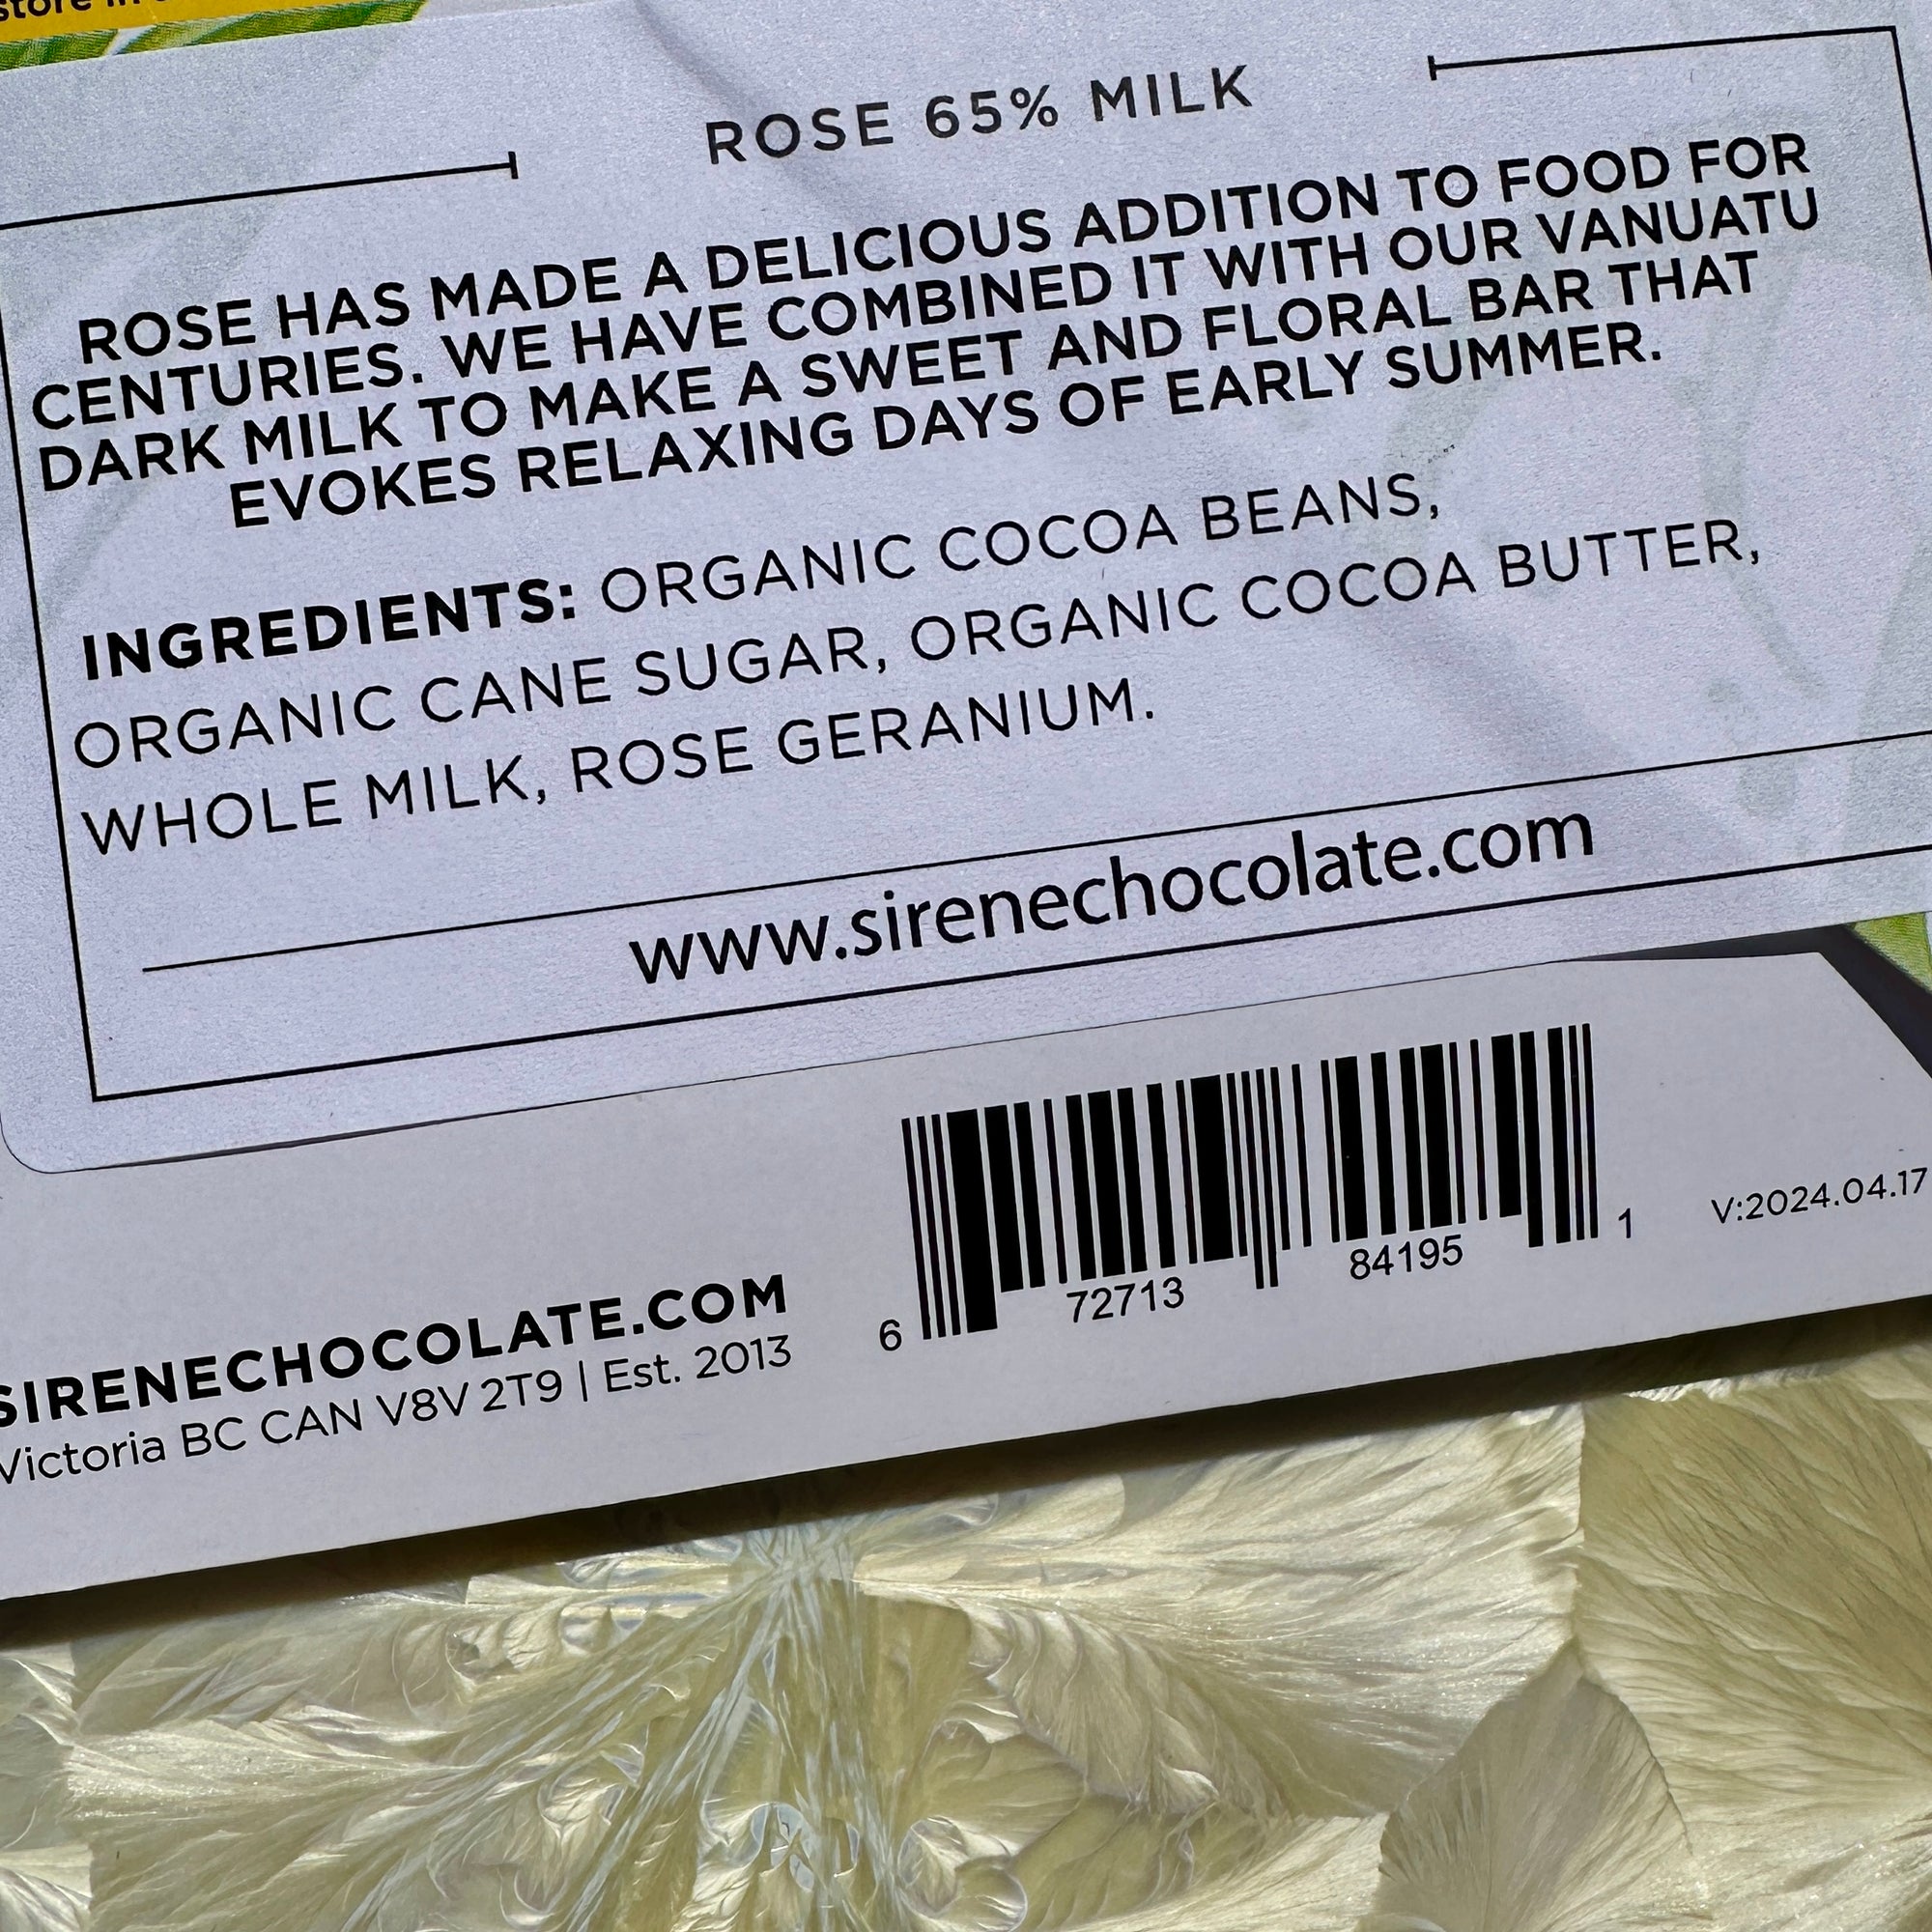 store in
ROSE 65% MILK
ROSE HAS MADE A DELICIOUS ADDITION TO FOOD FOR
CENTURIES. WE HAVE COMBINED IT WITH OUR VANUATU
DARK MILK TO MAKE A SWEET AND FLORAL BAR THAT
EVOKES RELAXING DAYS OF EARLY SUMMER.
INGREDIENTS: ORGANIC COCOA BEANS,
ORGANIC CANE SUGAR, ORGANIC COCOA BUTTER,
WHOLE MILK, ROSE GERANIUM.
www.sirenechocolate.com
SIRENECHOCOLATE.COM
Victoria BC CAN V8V 2T9 | Est. 2013
6 72713 84195 1
V:2024.04.17